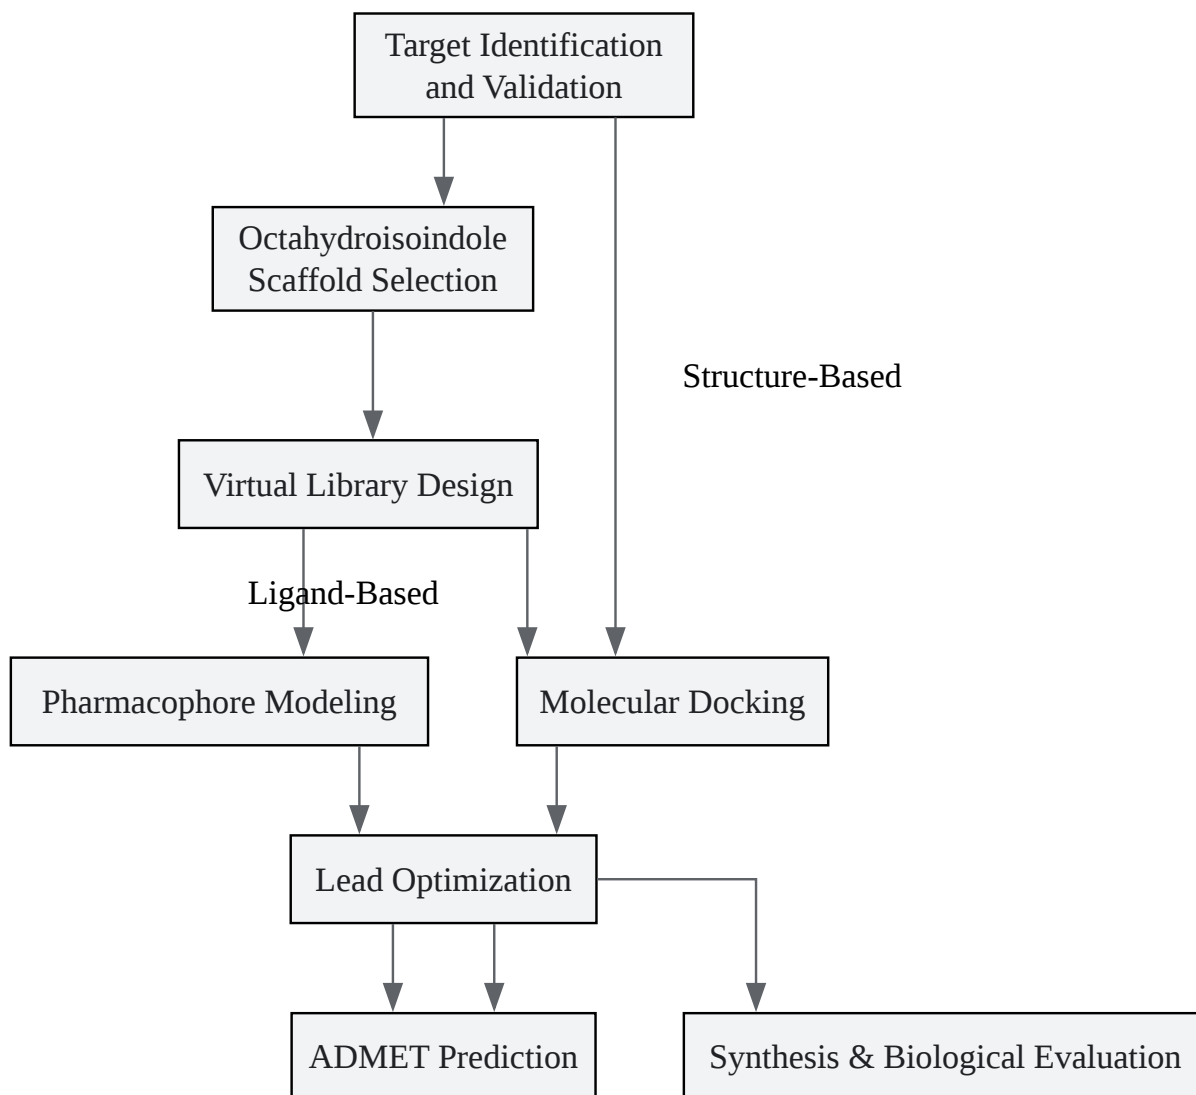 Target Identification
and Validation
Octahydroisoindole
Scaffold Selection
Structure-Based
Virtual Library Design
Ligand-Based
Pharmacophore Modeling
Molecular Docking
Lead Optimization
ADMET Prediction
Synthesis & Biological Evaluation